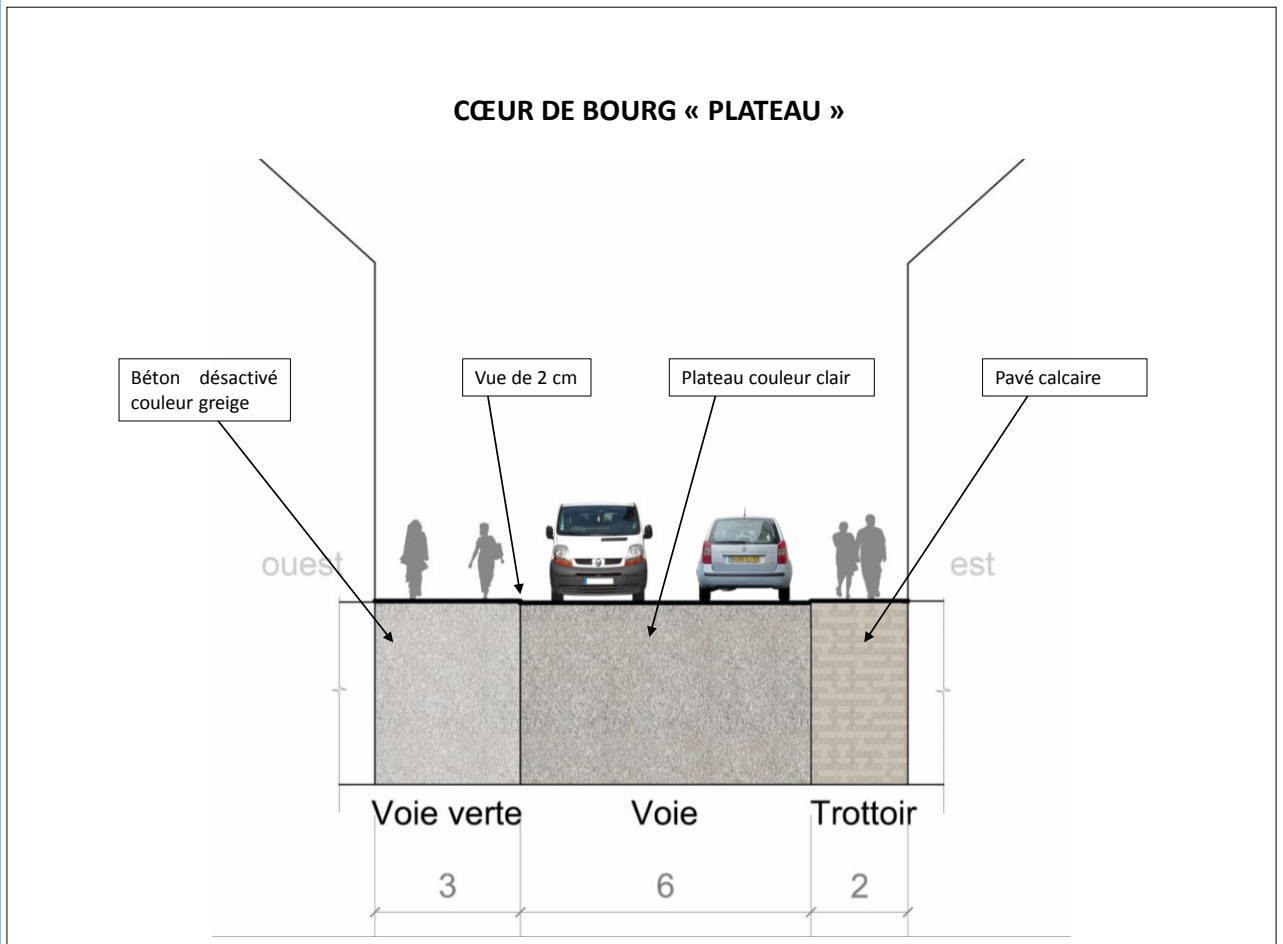 CŒUR DE BOURG « PLATEAU »
Béton désactivé
couleur greige
Vue de 2 cm
Plateau couleur clair
Pavé calcaire
ouest
est
Voie verte
Voie
Trottoir
3
6
2